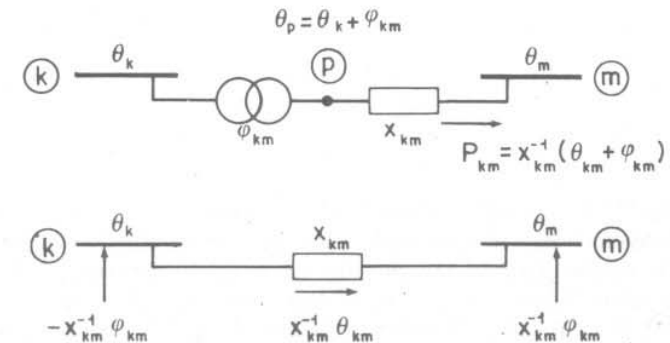 θp = θk + φkm
k θk p θm m
φkm xkm
Pkm = xkm⁻¹ (θkm + φkm)
k θk xkm θm m
-xkm⁻¹ φkm xkm⁻¹ θkm xkm⁻¹ φkm